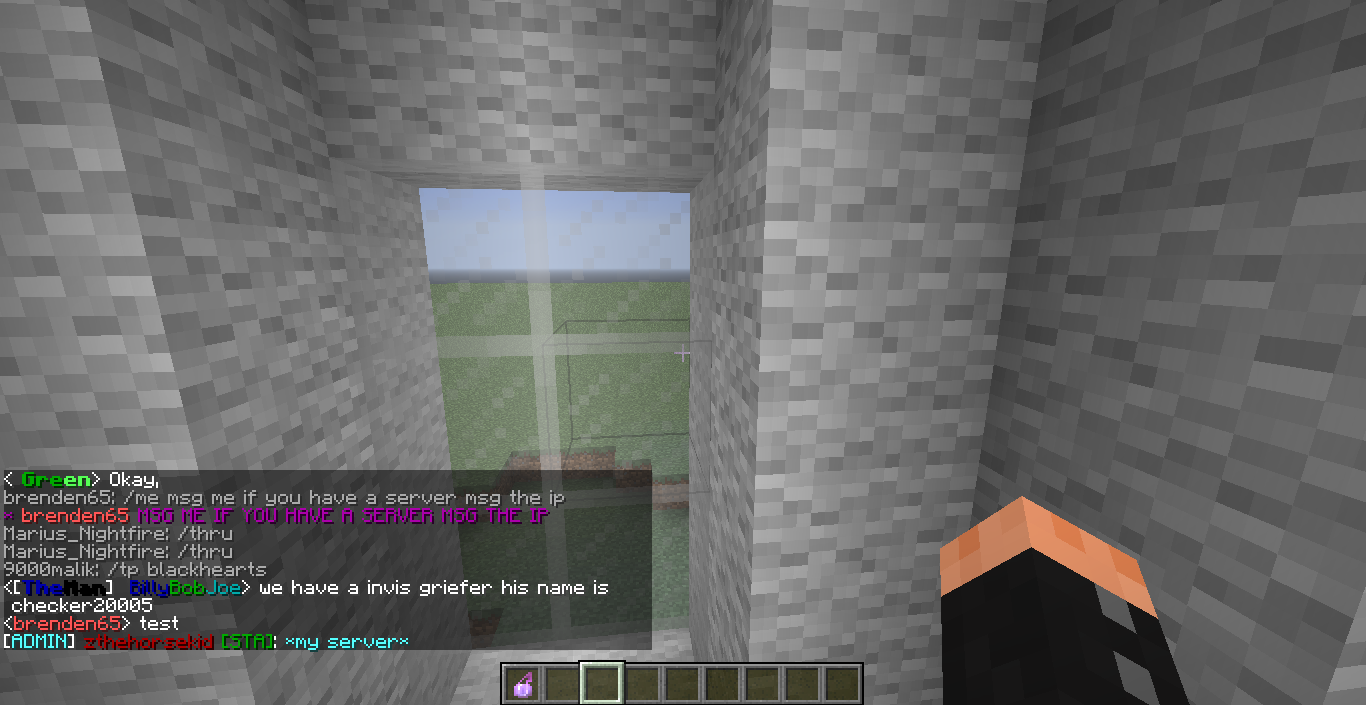 < Green> Okay,
brenden65: /me msg me if you have a server msg the ip
* brenden65 MSG ME IF YOU HAVE A SERVER MSG THE IP
Marius_Nightfire: /thru
Marius_Nightfire: /thru
9000malik: /tp blackhearts
<[TheMan] BillyBobJoe> we have a invis griefer his name is
checker20005
<brenden65> test
[ADMIN] zthehorsekid [STA]: *my server*